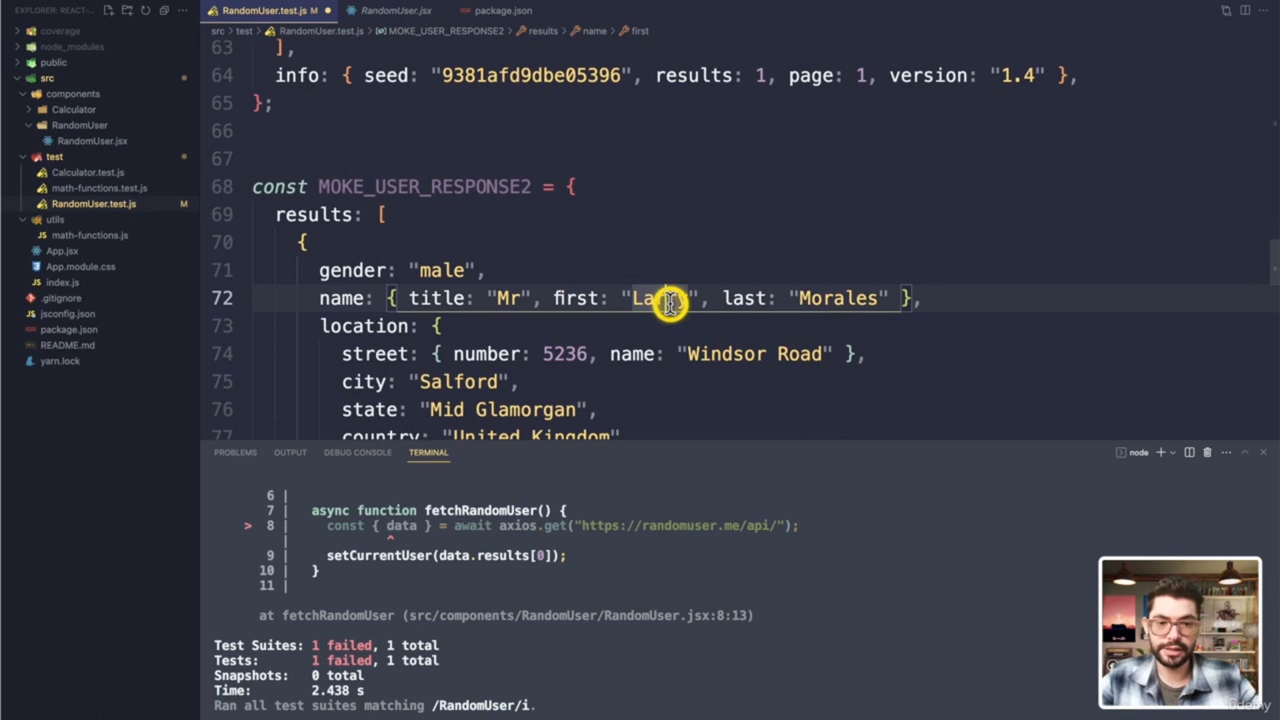 EXPLORER: REACT-...
RandomUser.test.js M
RandomUser.jsx
package.json
src > test > RandomUser.test.js > MOKE_USER_RESPONSE2 > results > name > first
coverage
node_modules
public
src
components
Calculator
RandomUser
RandomUser.jsx
test
Calculator.test.js
math-functions.test.js
RandomUser.test.js M
utils
math-functions.js
App.jsx
App.module.css
index.js
.gitignore
jsconfig.json
package.json
README.md
yarn.lock
63 ],
64 info: { seed: "9381afd9dbe05396", results: 1, page: 1, version: "1.4" },
65 };
66
67
68 const MOKE_USER_RESPONSE2 = {
69 results: [
70 {
71 gender: "male",
72 name: { title: "Mr", first: "", last: "Morales" },
73 location: {
74 street: { number: 5236, name: "Windsor Road" },
75 city: "Salford",
76 state: "Mid Glamorgan",
77 country: "United Kingdom"
PROBLEMS OUTPUT DEBUG CONSOLE TERMINAL
node
6 |
7 | async function fetchRandomUser() {
> 8 | const { data } = await axios.get("https://randomuser.me/api/");
| ^
9 | setCurrentUser(data.results[0]);
10 | }
11 |
at fetchRandomUser (src/components/RandomUser/RandomUser.jsx:8:13)
Test Suites: 1 failed, 1 total
Tests: 1 failed, 1 total
Snapshots: 0 total
Time: 2.438 s
Ran all test suites matching /RandomUser/i.
udemy